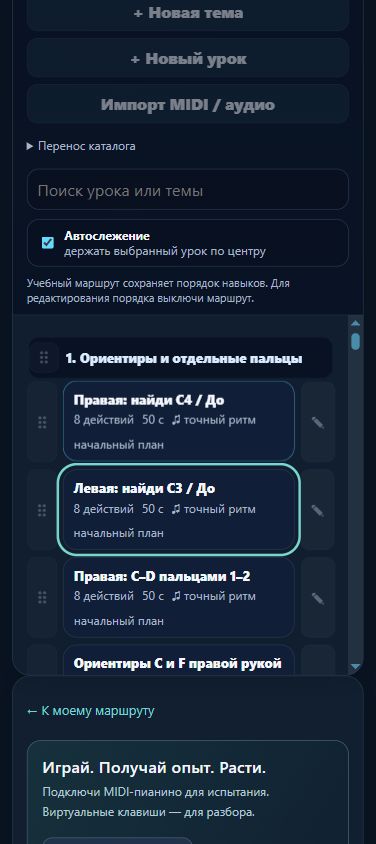 + Новая тема
+ Новый урок
Импорт MIDI / аудио
▶ Перенос каталога
Поиск урока или темы
Автослежение
держать выбранный урок по центру
Учебный маршрут сохраняет порядок навыков. Для
редактирования порядка выключи маршрут.
1. Ориентиры и отдельные пальцы
Правая: найди C4 / До
8 действий 50 с ♫ точный ритм
начальный план
Левая: найди C3 / До
8 действий 50 с ♫ точный ритм
начальный план
Правая: C–D пальцами 1–2
8 действий 50 с ♫ точный ритм
начальный план
Ориентиры C и F правой рукой
← К моему маршруту
Играй. Получай опыт. Расти.
Подключи MIDI-пианино для испытания.
Виртуальные клавиши — для разбора.